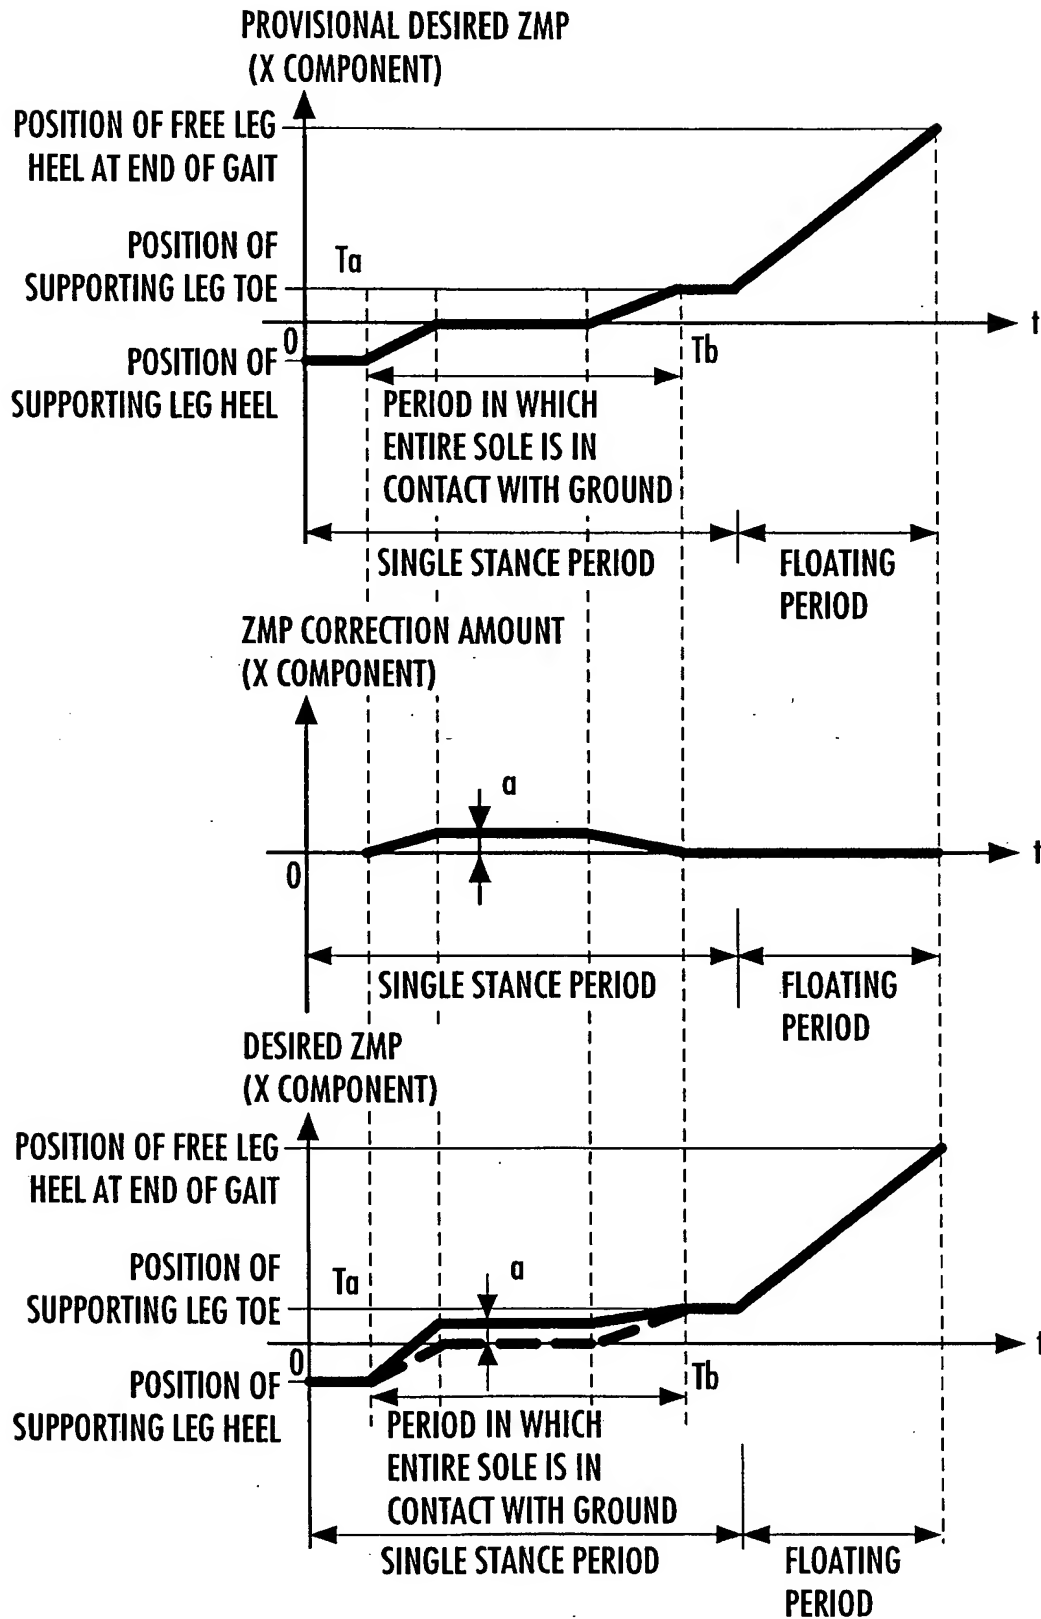 PROVISIONAL DESIRED ZMP
(X COMPONENT)
POSITION OF FREE LEG
HEEL AT END OF GAIT
POSITION OF
SUPPORTING LEG TOE
Ta
0
t
Tb
POSITION OF
SUPPORTING LEG HEEL
PERIOD IN WHICH
ENTIRE SOLE IS IN
CONTACT WITH GROUND
SINGLE STANCE PERIOD
FLOATING
PERIOD
ZMP CORRECTION AMOUNT
(X COMPONENT)
a
0
t
SINGLE STANCE PERIOD
FLOATING
PERIOD
DESIRED ZMP
(X COMPONENT)
POSITION OF FREE LEG
HEEL AT END OF GAIT
POSITION OF
SUPPORTING LEG TOE
Ta
a
0
t
Tb
POSITION OF
SUPPORTING LEG HEEL
PERIOD IN WHICH
ENTIRE SOLE IS IN
CONTACT WITH GROUND
SINGLE STANCE PERIOD
FLOATING
PERIOD